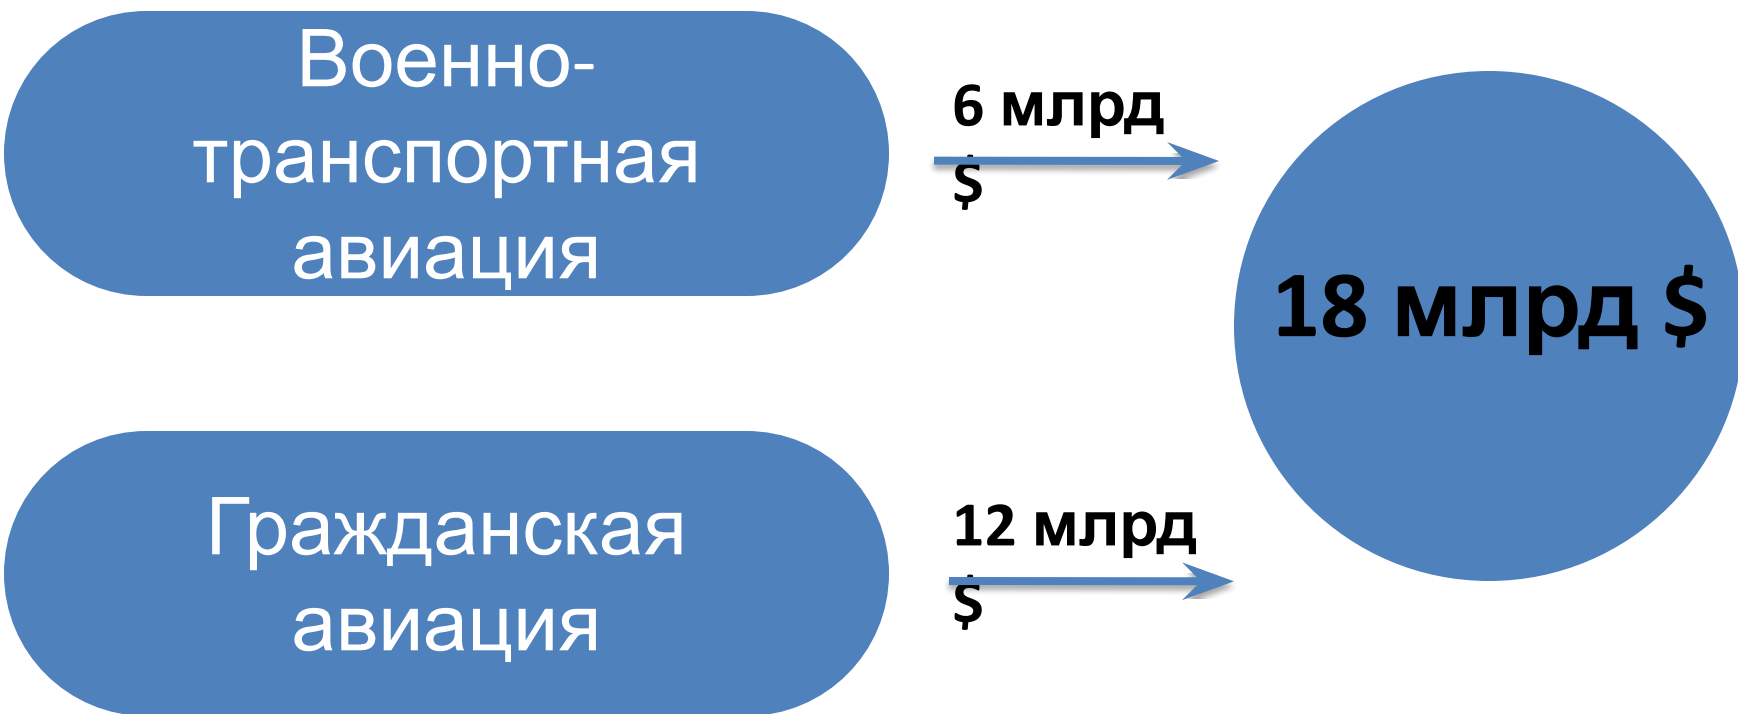 Военно-
транспортная
авиация
6 млрд
$
18 млрд $
Гражданская
авиация
12 млрд
$